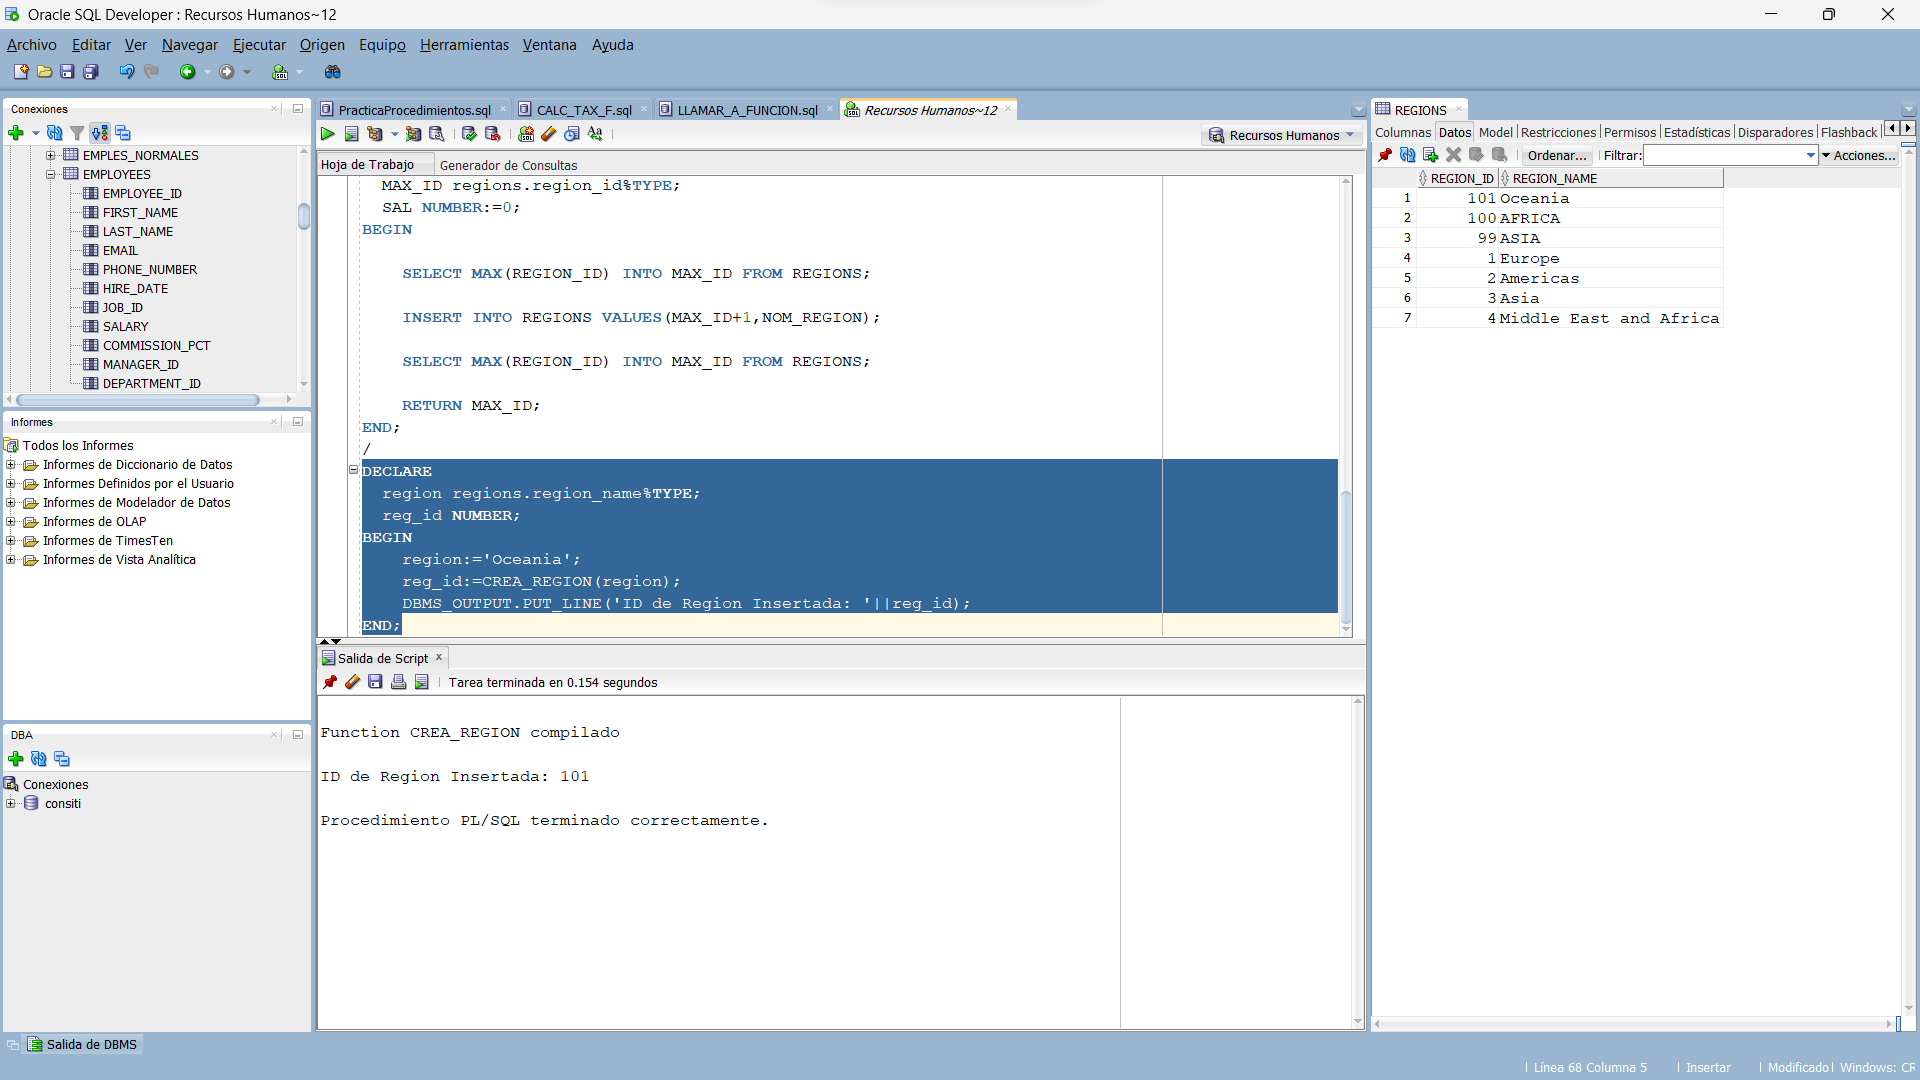 Oracle SQL Developer : Recursos Humanos~12
Archivo Editar Ver Navegar Ejecutar Origen Equipo Herramientas Ventana Ayuda
Conexiones
EMPLES_NORMALES
EMPLOYEES
EMPLOYEE_ID
FIRST_NAME
LAST_NAME
EMAIL
PHONE_NUMBER
HIRE_DATE
JOB_ID
SALARY
COMMISSION_PCT
MANAGER_ID
DEPARTMENT_ID
Informes
Todos los Informes
Informes de Diccionario de Datos
Informes Definidos por el Usuario
Informes de Modelador de Datos
Informes de OLAP
Informes de TimesTen
Informes de Vista Analítica
DBA
Conexiones
consiti
PracticaProcedimientos.sql CALC_TAX_F.sql LLAMAR_A_FUNCION.sql Recursos Humanos~12
Recursos Humanos
Hoja de Trabajo Generador de Consultas
MAX_ID regions.region_id%TYPE;
SAL NUMBER:=0;
BEGIN
SELECT MAX(REGION_ID) INTO MAX_ID FROM REGIONS;
INSERT INTO REGIONS VALUES(MAX_ID+1,NOM_REGION);
SELECT MAX(REGION_ID) INTO MAX_ID FROM REGIONS;
RETURN MAX_ID;
END;
/
DECLARE
region regions.region_name%TYPE;
reg_id NUMBER;
BEGIN
region:='Oceania';
reg_id:=CREA_REGION(region);
DBMS_OUTPUT.PUT_LINE('ID de Region Insertada: '||reg_id);
END;
Salida de Script
Tarea terminada en 0.154 segundos
Function CREA_REGION compilado
ID de Region Insertada: 101
Procedimiento PL/SQL terminado correctamente.
REGIONS
Columnas Datos Model Restricciones Permisos Estadísticas Disparadores Flashback
Ordenar... Filtrar: Acciones...
REGION_ID REGION_NAME
1 101 Oceania
2 100 AFRICA
3 99 ASIA
4 1 Europe
5 2 Americas
6 3 Asia
7 4 Middle East and Africa
Salida de DBMS
Línea 68 Columna 5 Insertar Modificado Windows: CR